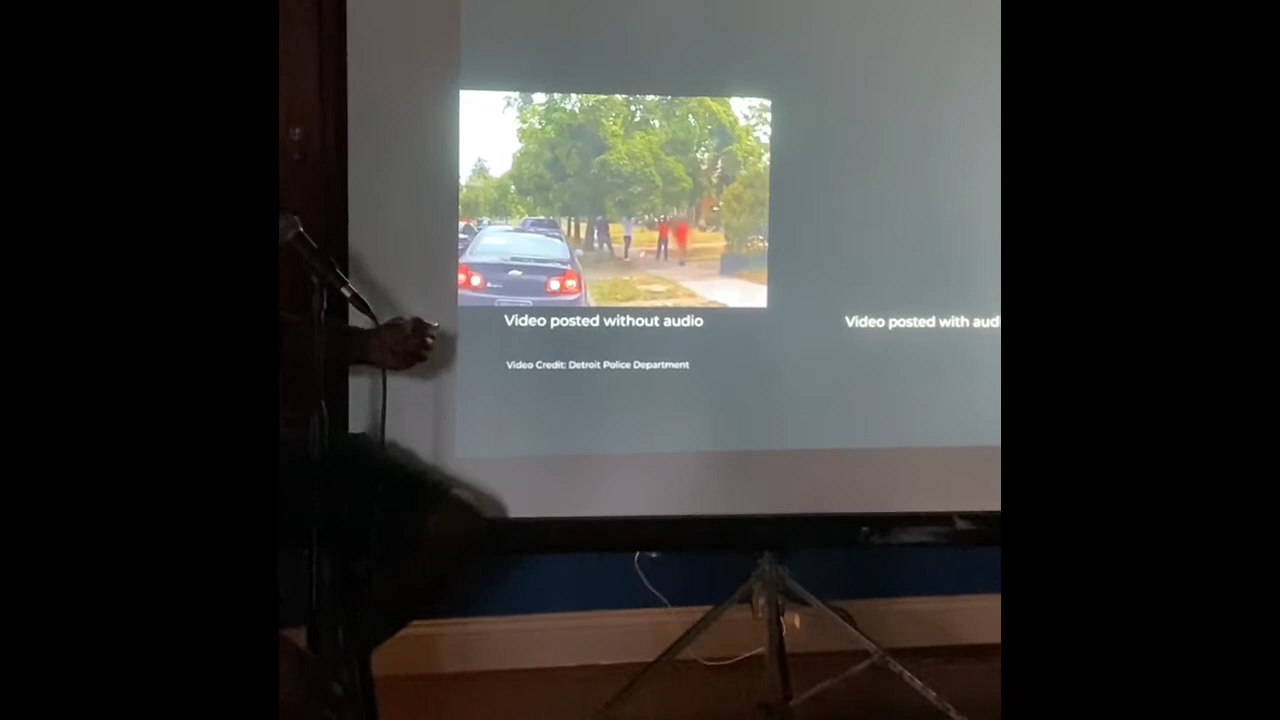 Video posted without audio
Video posted with aud
Video Credit: Detroit Police Department